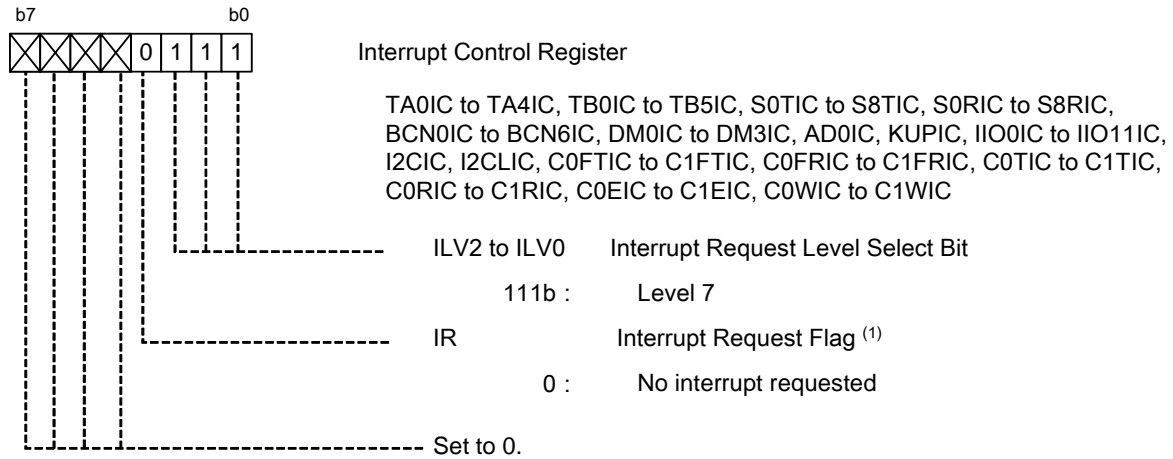 b7 b0
0 1 1 1 Interrupt Control Register
TA0IC to TA4IC, TB0IC to TB5IC, S0TIC to S8TIC, S0RIC to S8RIC,
BCN0IC to BCN6IC, DM0IC to DM3IC, AD0IC, KUPIC, IIO0IC to IIO11IC,
I2CIC, I2CLIC, C0FTIC to C1FTIC, C0FRIC to C1FRIC, C0TIC to C1TIC,
C0RIC to C1RIC, C0EIC to C1EIC, C0WIC to C1WIC
ILV2 to ILV0 Interrupt Request Level Select Bit
111b : Level 7
IR Interrupt Request Flag (1)
0 : No interrupt requested
Set to 0.